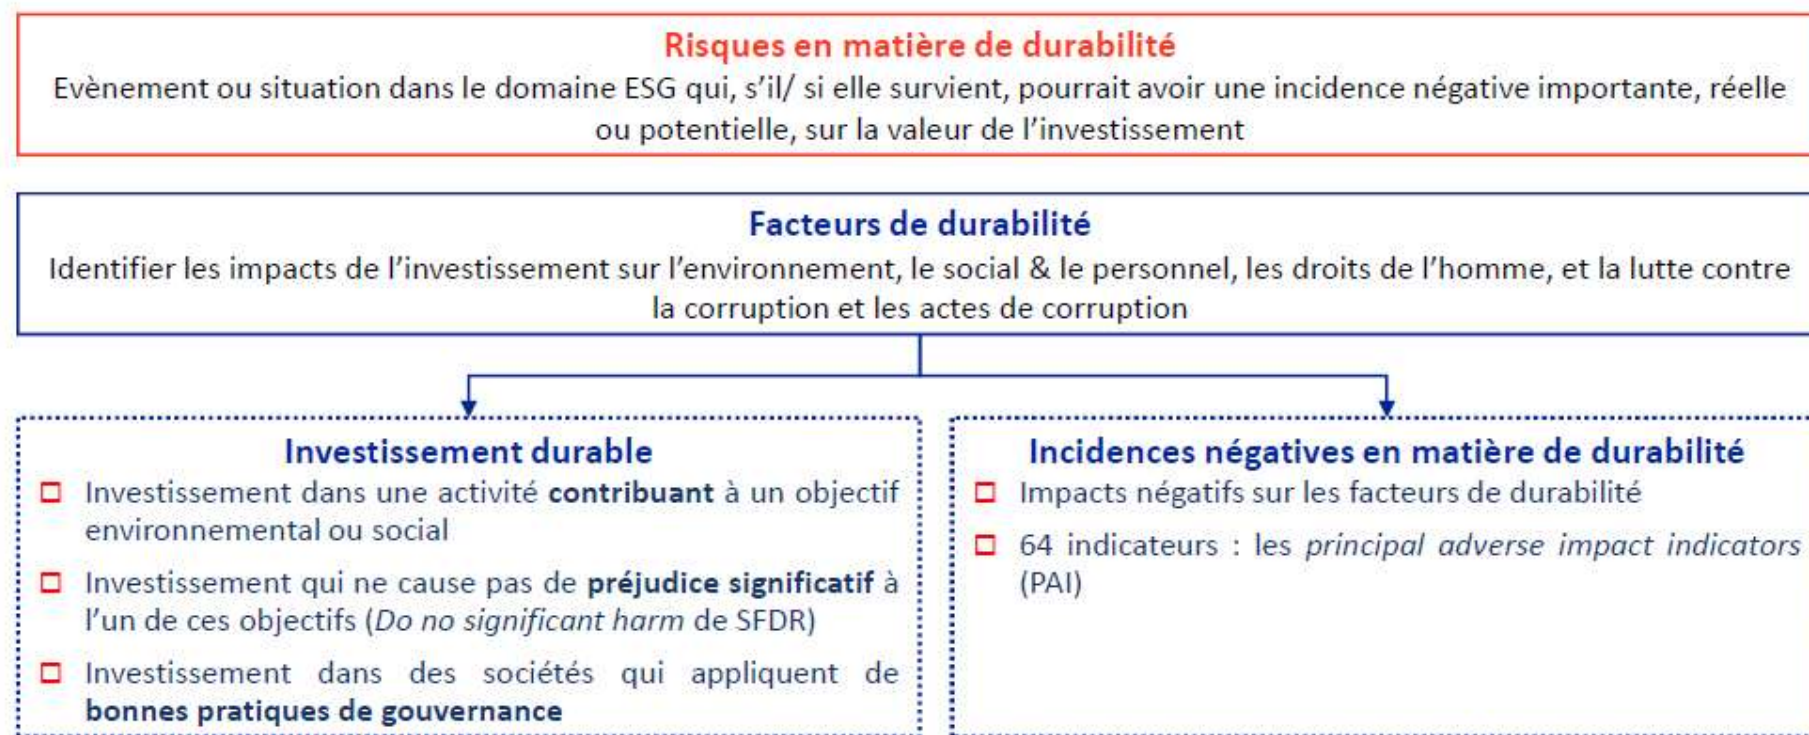 Risques en matière de durabilité
Evènement ou situation dans le domaine ESG qui, s’il/ si elle survient, pourrait avoir une incidence négative importante, réelle
ou potentielle, sur la valeur de l’investissement
Facteurs de durabilité
Identifier les impacts de l’investissement sur l’environnement, le social & le personnel, les droits de l’homme, et la lutte contre
la corruption et les actes de corruption
Investissement durable
Investissement dans une activité contribuant à un objectif
environnemental ou social
Investissement qui ne cause pas de préjudice significatif à
l’un de ces objectifs (Do no significant harm de SFDR)
Investissement dans des sociétés qui appliquent de
bonnes pratiques de gouvernance
Incidences négatives en matière de durabilité
Impacts négatifs sur les facteurs de durabilité
64 indicateurs : les principal adverse impact indicators
(PAI)